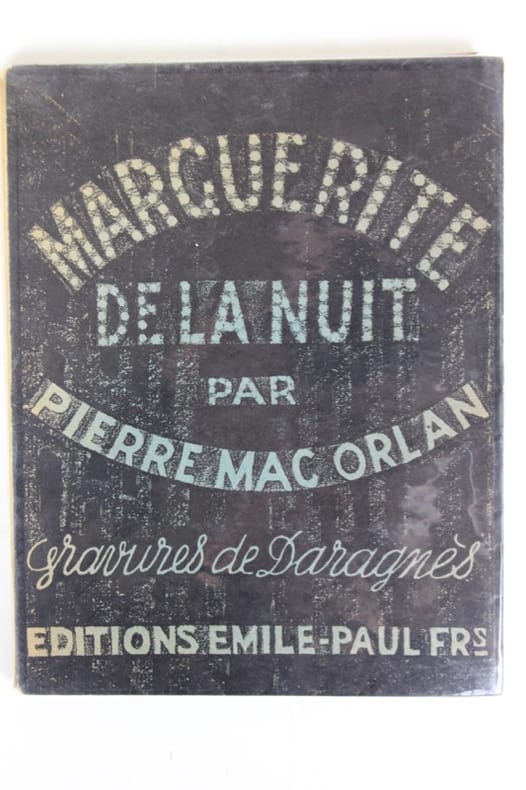 MARGUERITE
DE LA NUIT
PAR
PIERRE MAC ORLAN
gravures de Daragnès
EDITIONS EMILE-PAUL FRS